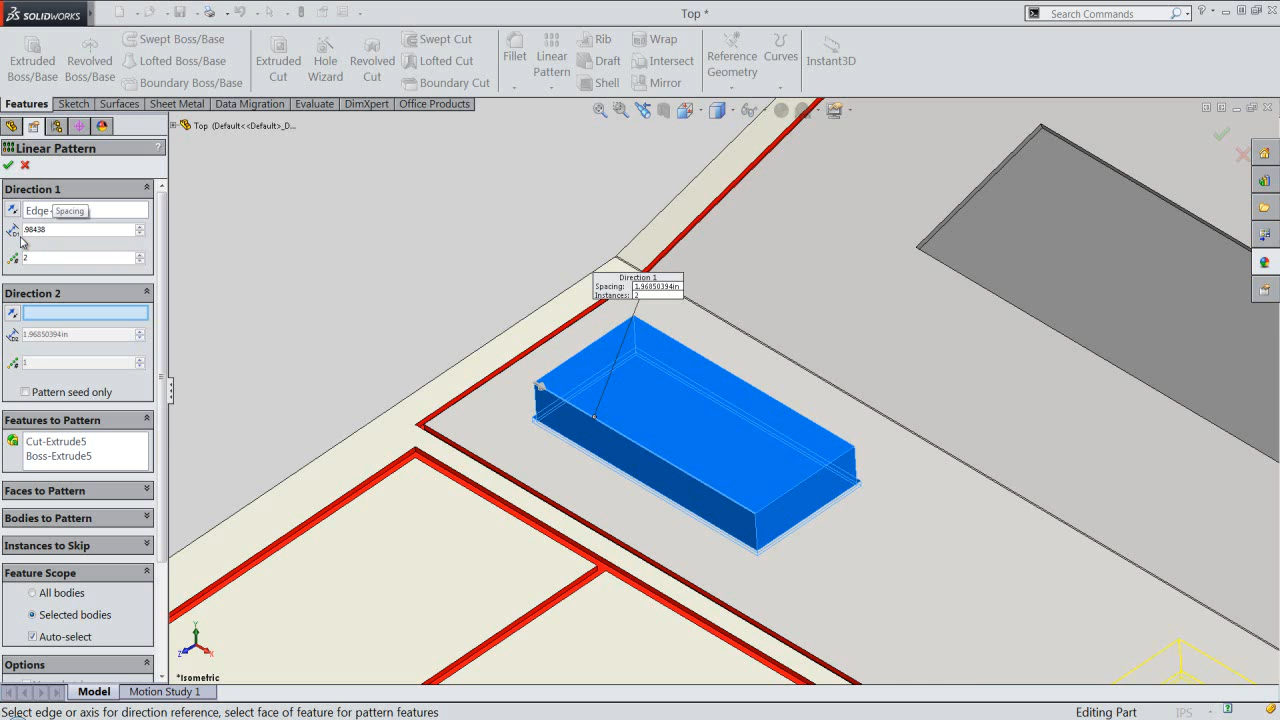 SOLIDWORKS
Top *
Search Commands
Extruded Boss/Base
Revolved Boss/Base
Swept Boss/Base
Lofted Boss/Base
Boundary Boss/Base
Extruded Cut
Hole Wizard
Revolved Cut
Swept Cut
Lofted Cut
Boundary Cut
Fillet
Linear Pattern
Rib
Draft
Shell
Wrap
Intersect
Mirror
Reference Geometry
Curves
Instant3D
Features
Sketch
Surfaces
Sheet Metal
Data Migration
Evaluate
DimXpert
Office Products
Top (Default<<Default>_D...
Linear Pattern
?
Direction 1
Edge
Spacing
.98438
2
Direction 2
1.96850394in
1
Pattern seed only
Features to Pattern
Cut-Extrude5
Boss-Extrude5
Faces to Pattern
Bodies to Pattern
Instances to Skip
Feature Scope
All bodies
Selected bodies
Auto-select
Options
Direction 1
Spacing: 1.96850394in
Instances: 2
Y
X
Z
*Isometric
Model
Motion Study 1
Select edge or axis for direction reference, select face of feature for pattern features
Editing Part
IPS